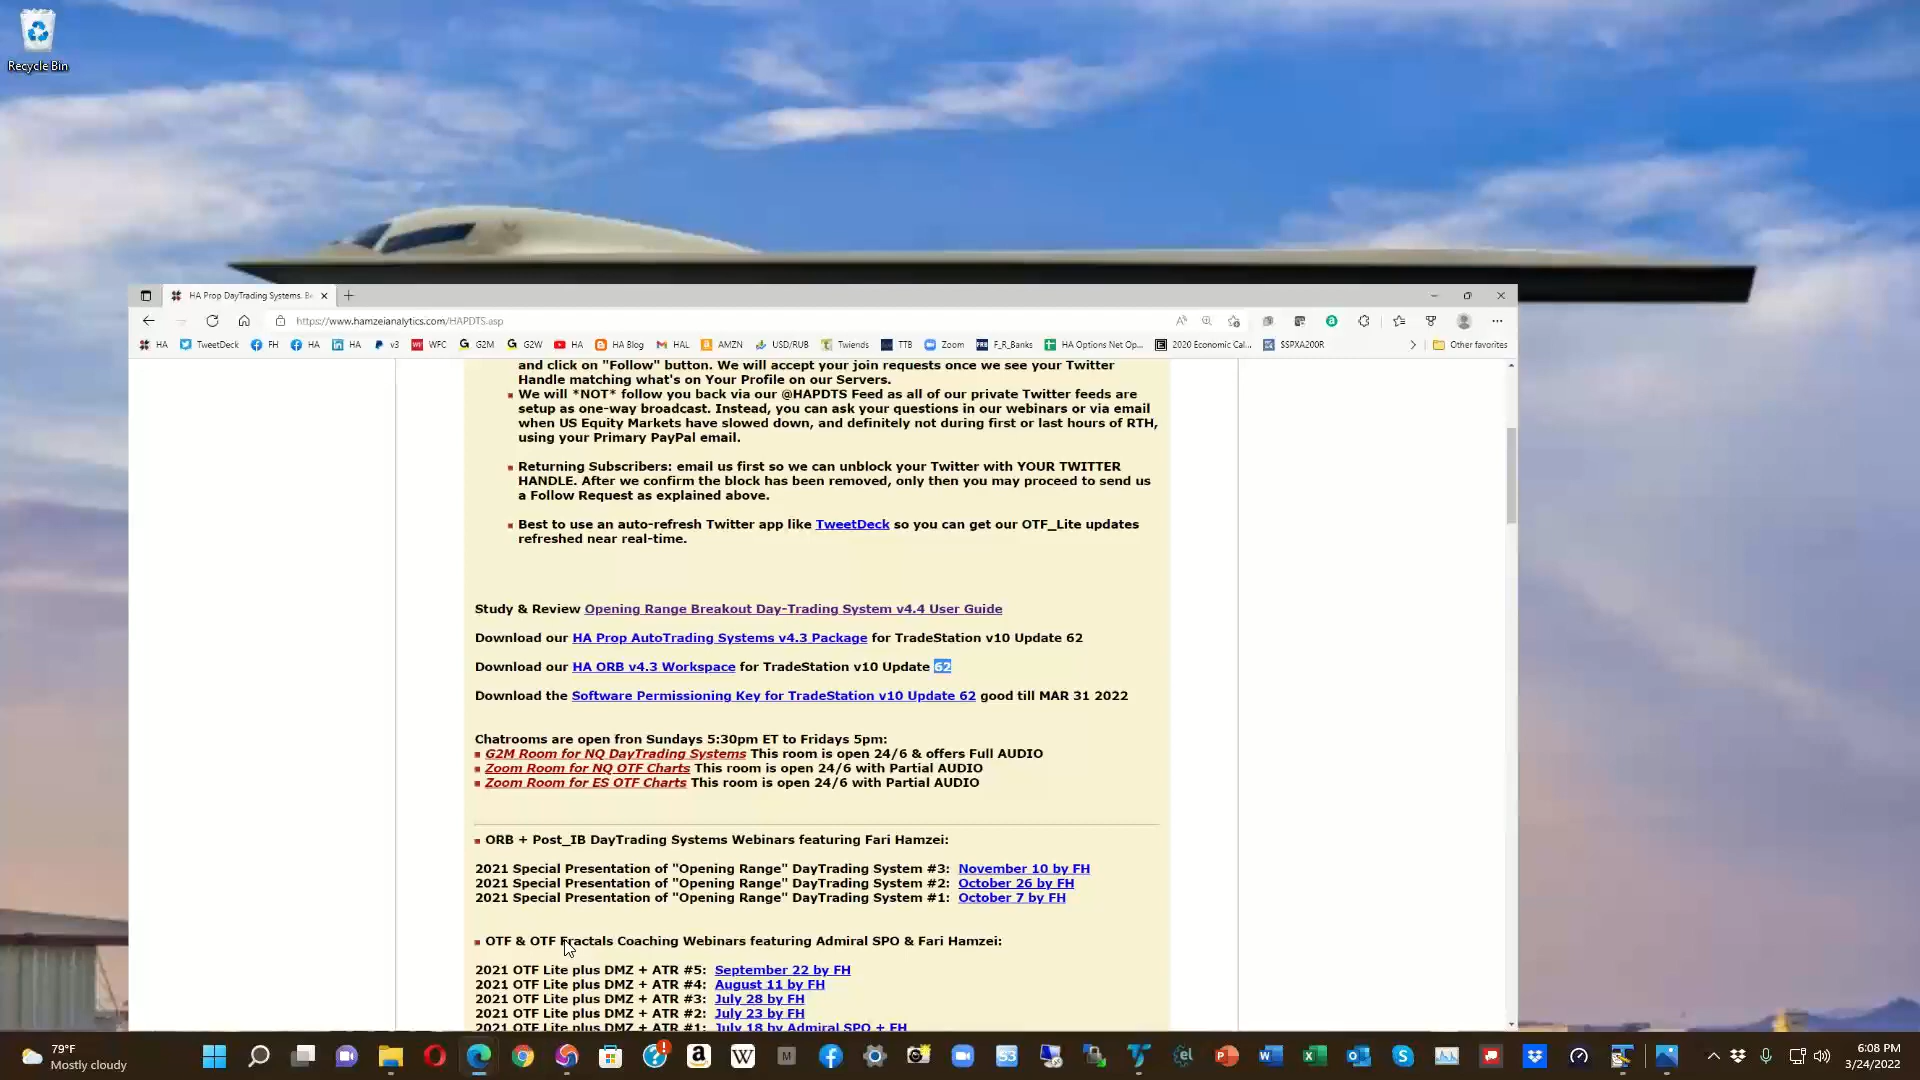 Recycle Bin
HA Prop DayTrading Systems. Be
https://www.hamzeianalytics.com/HAPDTS.asp
HA TweetDeck FH HA HA v3 WFC G2M G2W HA HA Blog HAL AMZN USD/RUB Twiends TTB Zoom F_R_Banks HA Options Net Op... 2020 Economic Cal... $SPXA200R Other favorites
and click on "Follow" button. We will accept your join requests once we see your Twitter
Handle matching what's on Your Profile on our Servers.
We will *NOT* follow you back via our @HAPDTS Feed as all of our private Twitter feeds are
setup as one-way broadcast. Instead, you can ask your questions in our webinars or via email
when US Equity Markets have slowed down, and definitely not during first or last hours of RTH,
using your Primary PayPal email.
Returning Subscribers: email us first so we can unblock your Twitter with YOUR TWITTER
HANDLE. After we confirm the block has been removed, only then you may proceed to send us
a Follow Request as explained above.
Best to use an auto-refresh Twitter app like TweetDeck so you can get our OTF_Lite updates
refreshed near real-time.
Study & Review Opening Range Breakout Day-Trading System v4.4 User Guide
Download our HA Prop AutoTrading Systems v4.3 Package for TradeStation v10 Update 62
Download our HA ORB v4.3 Workspace for TradeStation v10 Update 62
Download the Software Permissioning Key for TradeStation v10 Update 62 good till MAR 31 2022
Chatrooms are open fron Sundays 5:30pm ET to Fridays 5pm:
G2M Room for NQ DayTrading Systems This room is open 24/6 & offers Full AUDIO
Zoom Room for NQ OTF Charts This room is open 24/6 with Partial AUDIO
Zoom Room for ES OTF Charts This room is open 24/6 with Partial AUDIO
ORB + Post_IB DayTrading Systems Webinars featuring Fari Hamzei:
2021 Special Presentation of "Opening Range" DayTrading System #3: November 10 by FH
2021 Special Presentation of "Opening Range" DayTrading System #2: October 26 by FH
2021 Special Presentation of "Opening Range" DayTrading System #1: October 7 by FH
OTF & OTF Fractals Coaching Webinars featuring Admiral SPO & Fari Hamzei:
2021 OTF Lite plus DMZ + ATR #5: September 22 by FH
2021 OTF Lite plus DMZ + ATR #4: August 11 by FH
2021 OTF Lite plus DMZ + ATR #3: July 28 by FH
2021 OTF Lite plus DMZ + ATR #2: July 23 by FH
2021 OTF Lite plus DMZ + ATR #1: July 18 by Admiral SPO + FH
79°F
Mostly cloudy
6:08 PM
3/24/2022